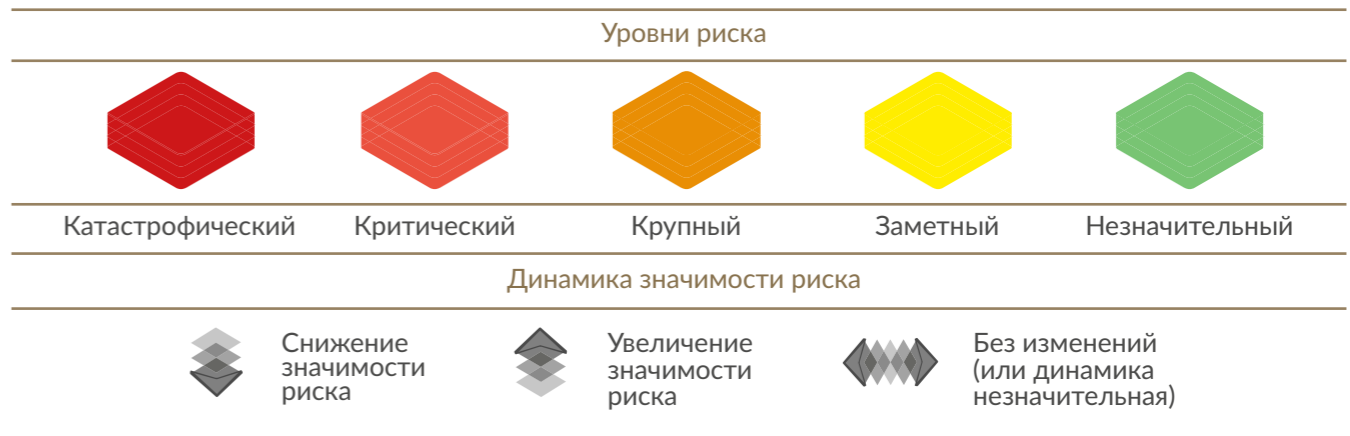 Уровни риска
Катастрофический Критический Крупный Заметный Незначительный
Динамика значимости риска
Снижение
значимости
риска
Увеличение
значимости
риска
Без изменений
(или динамика
незначительная)